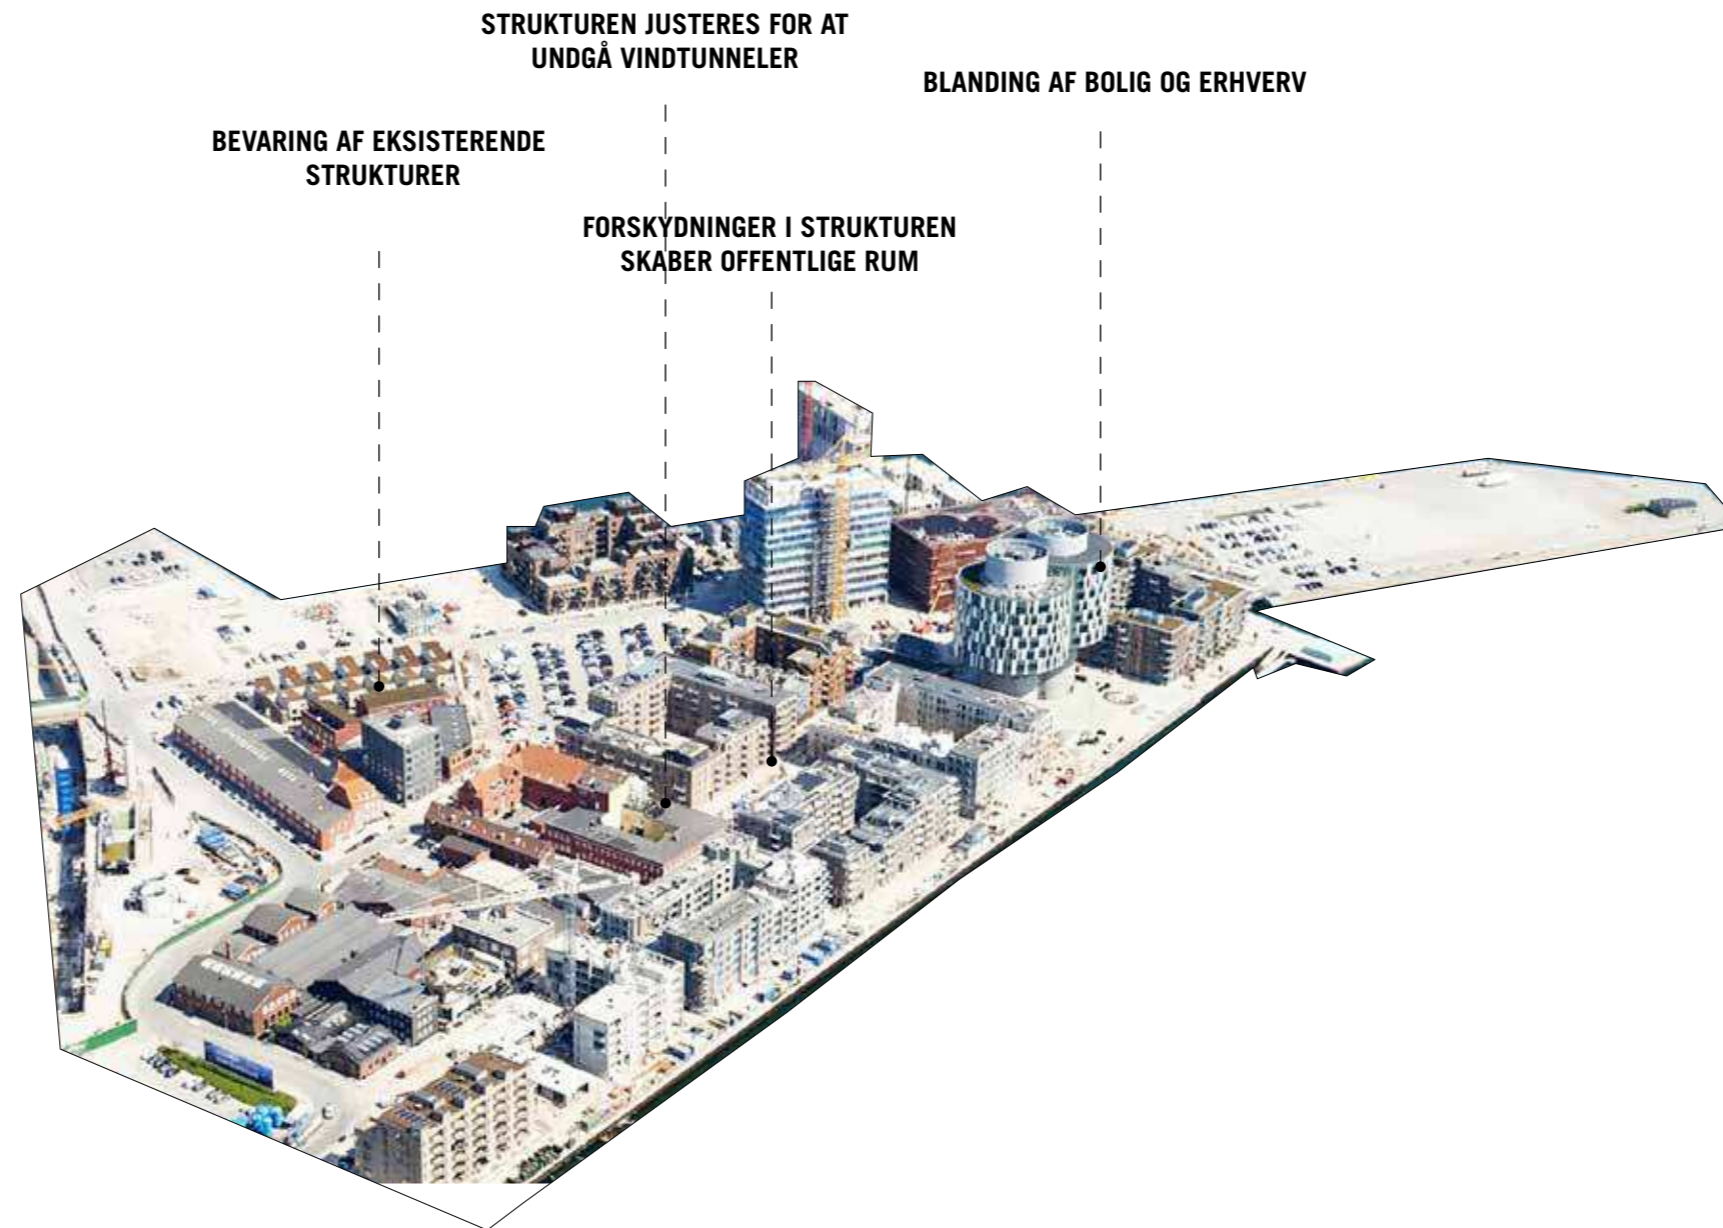 STRUKTUREN JUSTERES FOR AT
UNDGÅ VINDTUNNELER
BLANDING AF BOLIG OG ERHVERV
BEVARING AF EKSISTERENDE
STRUKTURER
FORSKYDNINGER I STRUKTUREN
SKABER OFFENTLIGE RUM